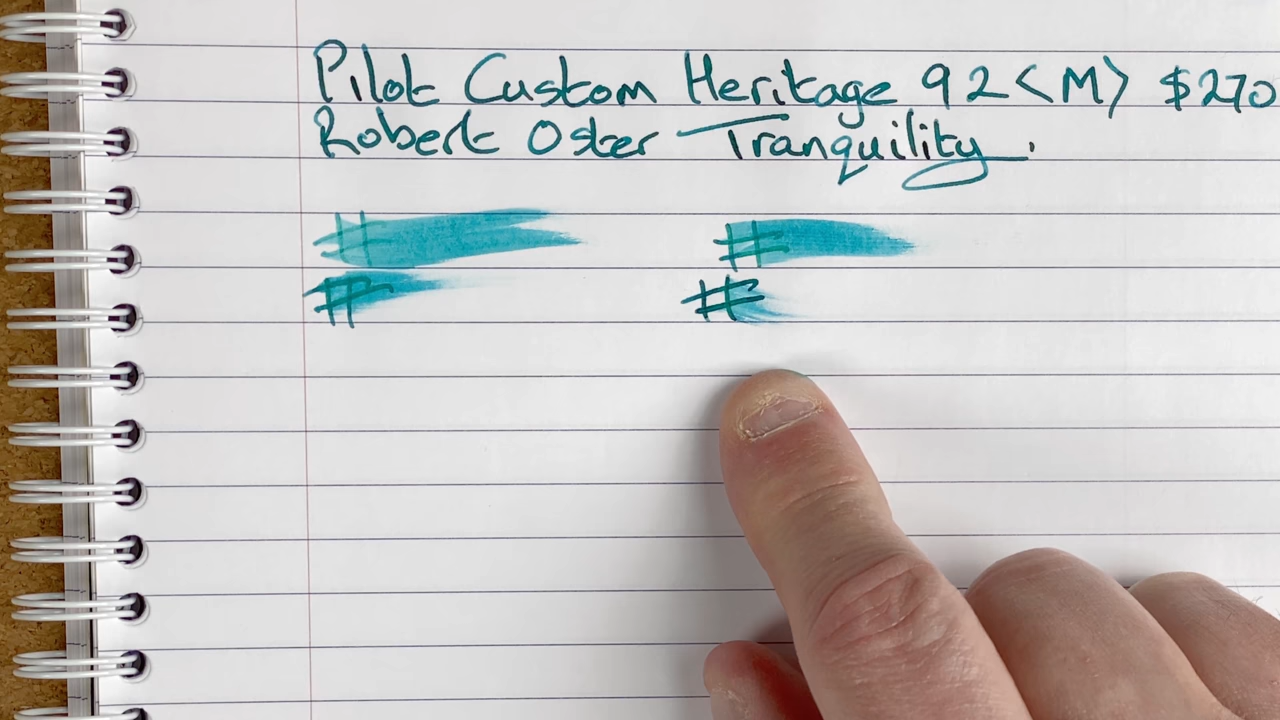 Pilot Custom Heritage 92 <M> $270
Robert Oster Tranquility.
# #
# #